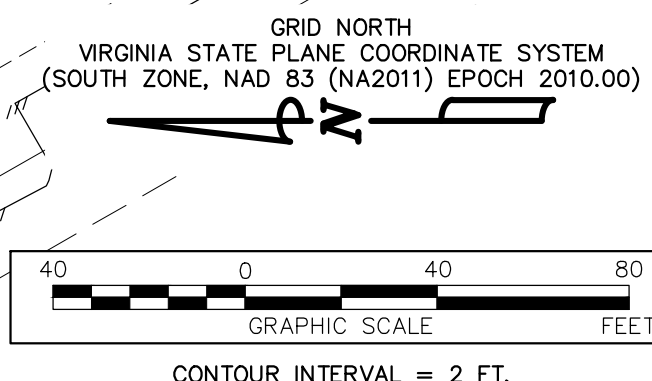 GRID NORTH
VIRGINIA STATE PLANE COORDINATE SYSTEM
(SOUTH ZONE, NAD 83 (NA2011) EPOCH 2010.00)
N
40 0 40 80
GRAPHIC SCALE FEET
CONTOUR INTERVAL = 2 FT.